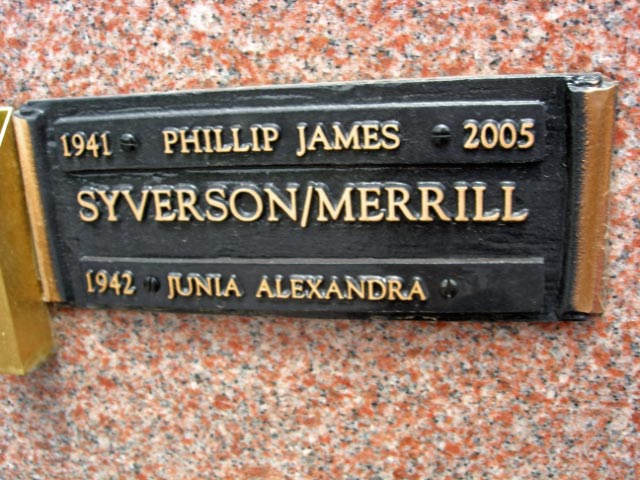 1941 PHILLIP JAMES 2005
SYVERSON/MERRILL
1942 JUNIA ALEXANDRA